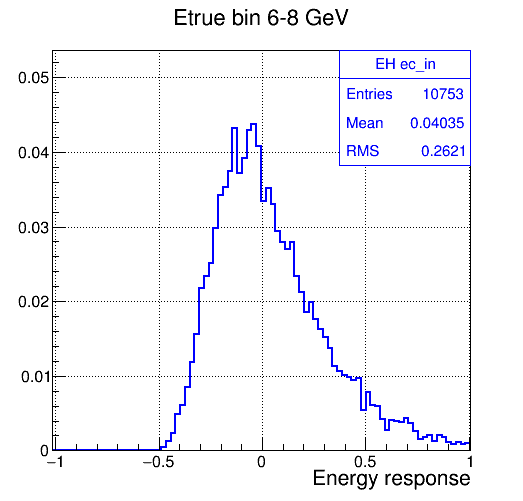 Etrue bin 6-8 GeV
EH ec_in
Entries 10753
Mean 0.04035
RMS 0.2621
0.05
0.04
0.03
0.02
0.01
0
−1 −0.5 0 0.5 1
Energy response